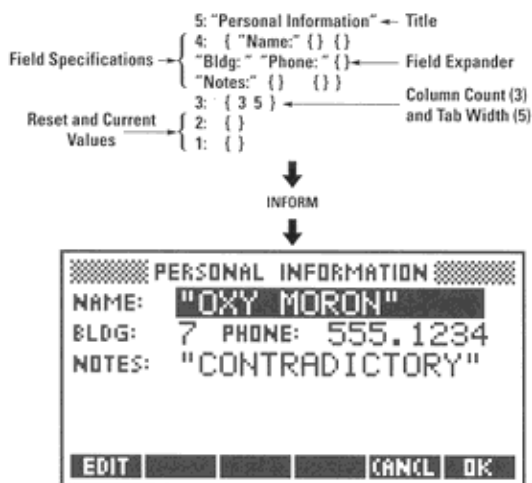 5: "Personal Information" Title
Field Specifications
4: { "Name:" { } { }
"Bldg: " "Phone: " { } Field Expander
"Notes:" { } { } }
3: { 3 5 } Column Count (3) and Tab Width (5)
Reset and Current Values
2: { }
1: { }
INFORM
PERSONAL INFORMATION
NAME: "OXY MORON"
BLDG: 7 PHONE: 555.1234
NOTES: "CONTRADICTORY"
EDIT CANCL OK